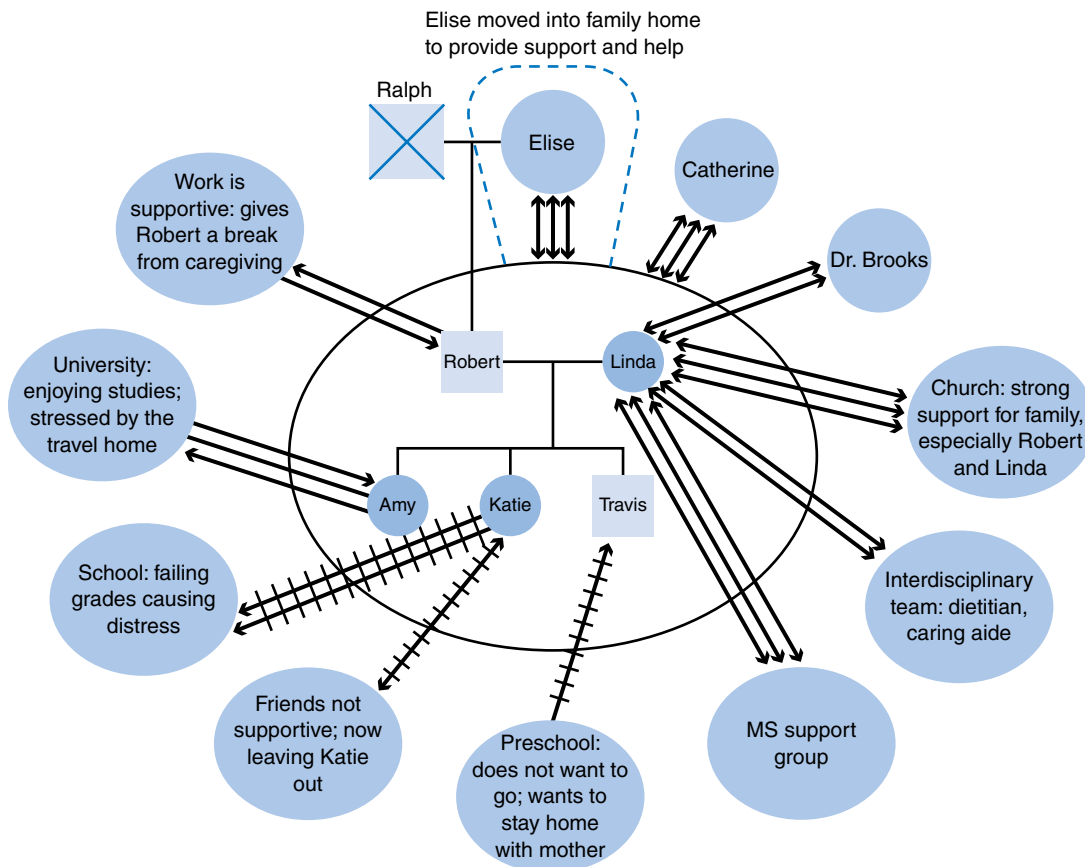 Elise moved into family home
to provide support and help
Ralph
Elise
Catherine
Work is
supportive: gives
Robert a break
from caregiving
Dr. Brooks
Robert
Linda
University:
enjoying studies;
stressed by the
travel home
Church: strong
support for family,
especially Robert
and Linda
Amy
Katie
Travis
School: failing
grades causing
distress
Interdisciplinary
team: dietitian,
caring aide
Friends not
supportive; now
leaving Katie
out
Preschool:
does not want to
go; wants to
stay home
with mother
MS support
group